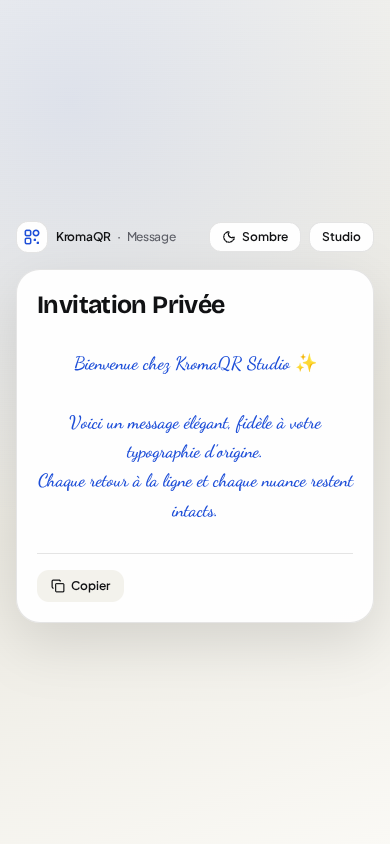 KromaQR · Message
Sombre
Studio
Invitation Privée
Bienvenue chez KromaQR Studio ✨
Voici un message élégant, fidèle à votre
typographie d'origine.
Chaque retour à la ligne et chaque nuance restent
intacts.
Copier